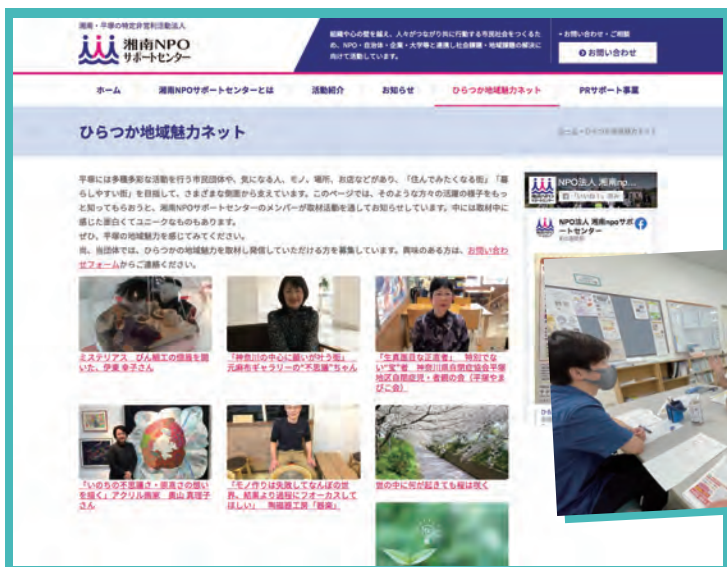 湘南・平塚の特定非営利活動法人
湘南NPO
サポートセンター
組織や心の壁を越え、人々がつながり共に行動する市民社会をつくるた
め、NPO・自治体・企業・大学等と連携し社会課題・地域課題の解決に
向けて活動しています。
お問い合わせ・ご相談
お問い合わせ
ホーム
湘南NPOサポートセンターとは
活動紹介
お知らせ
ひらつか地域魅力ネット
PRサポート事業
ひらつか地域魅力ネット
ホーム
平塚には多種多彩な活動を行う市民団体や、気になる人、モノ、場所、お店などがあり、「住んでみたくなる街」「暮
らしやすい街」を目指して、さまざまな側面から支えています。このページでは、そのような方々の活躍の様子をもっ
と知ってもらおうと、湘南NPOサポートセンターのメンバーが取材活動を通してお知らせしています。中には取材中に
感じた面白くてユニークなものもあります。
ぜひ、平塚の地域魅力を感じてみてください。
尚、当団体では、ひらつかの地域魅力を取材し発信していただける方を募集しています。興味のある方は、お問い合わ
せフォームからご連絡ください。
NPO法人 湘南np...
NPO法人 湘南npoサポ
ートセンター
ミステリアス びん細工の個展を開
いた、伊東 幸子さん
「神奈川の中心に願いが叶う街」
元麻布ギャラリーの“不思議”ちゃん
「生真面目な正直者」 特別でな
い“宝”者 神奈川県自閉症協会平塚
地区自閉症児・者親の会（平塚やま
びこ会）
「いのちの不思議さ・崇高さの想い
を描く」アクリル画家 奥山 真理子
さん
「モノ作りは失敗してなんぼの世
界、結果より過程にフォーカスして
ほしい」 陶磁器工房「器楽」
世の中に何が起きても桜は咲く